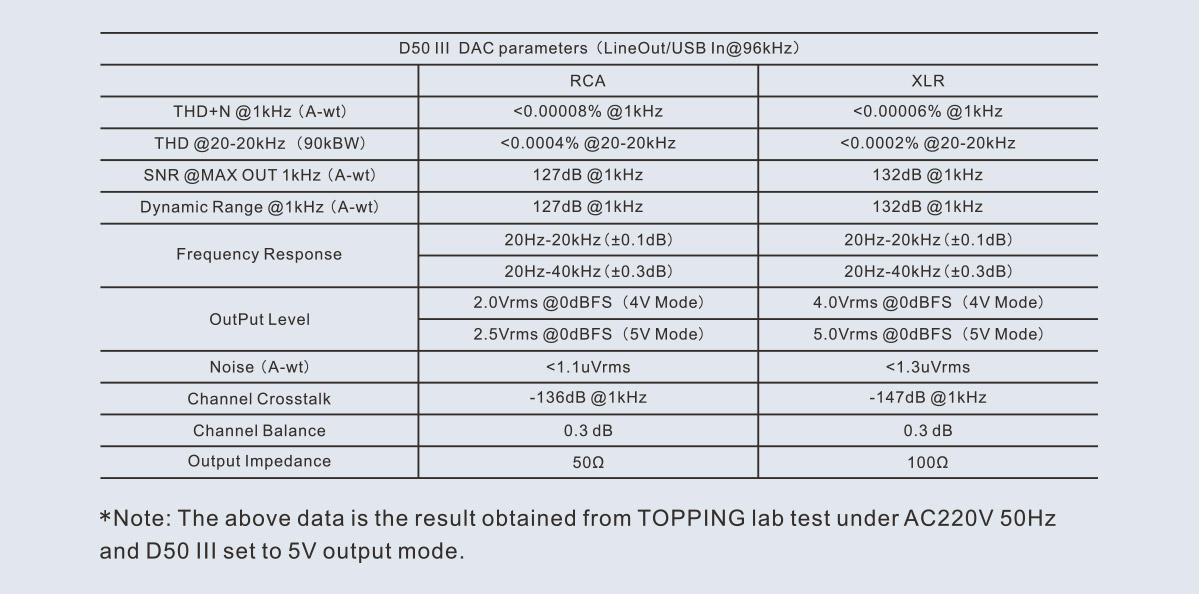 D50 III DAC parameters（LineOut/USB In@96kHz）
RCA XLR
THD+N @1kHz（A-wt） <0.00008% @1kHz <0.00006% @1kHz
THD @20-20kHz（90kBW） <0.0004% @20-20kHz <0.0002% @20-20kHz
SNR @MAX OUT 1kHz（A-wt） 127dB @1kHz 132dB @1kHz
Dynamic Range @1kHz（A-wt） 127dB @1kHz 132dB @1kHz
Frequency Response
20Hz-20kHz（±0.1dB） 20Hz-20kHz（±0.1dB）
20Hz-40kHz（±0.3dB） 20Hz-40kHz（±0.3dB）
OutPut Level
2.0Vrms @0dBFS（4V Mode） 4.0Vrms @0dBFS（4V Mode）
2.5Vrms @0dBFS（5V Mode） 5.0Vrms @0dBFS（5V Mode）
Noise（A-wt） <1.1uVrms <1.3uVrms
Channel Crosstalk -136dB @1kHz -147dB @1kHz
Channel Balance 0.3 dB 0.3 dB
Output Impedance 50Ω 100Ω
*Note: The above data is the result obtained from TOPPING lab test under AC220V 50Hz
and D50 III set to 5V output mode.